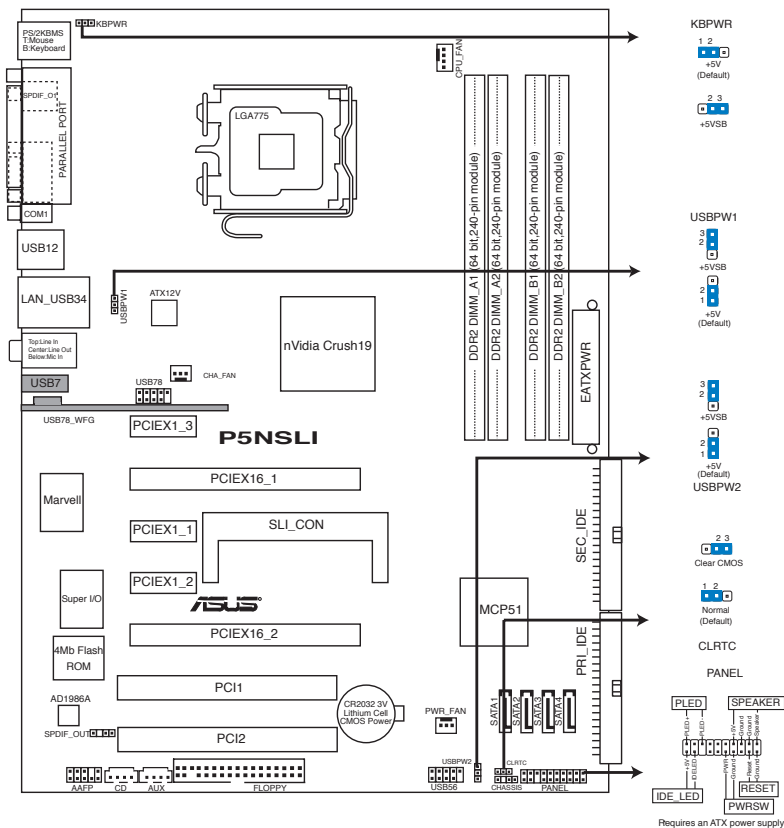 PS/2KBMS
T:Mouse
B:Keyboard
KBPWR
CPU_FAN
SPDIF_O1
PARALLEL PORT
LGA775
COM1
USB12
LAN_USB34
USBPW1
ATX12V
Top:Line In
Center:Line Out
Below:Mic In
nVidia Crush19
DDR2 DIMM_A1 (64 bit,240-pin module)
DDR2 DIMM_A2 (64 bit,240-pin module)
DDR2 DIMM_B1 (64 bit,240-pin module)
DDR2 DIMM_B2 (64 bit,240-pin module)
EATXPWR
CHA_FAN
USB7
USB78
USB78_WFG
PCIEX1_3
P5NSLI
PCIEX16_1
Marvell
SLI_CON
PCIEX1_1
PCIEX1_2
SEC_IDE
Super I/O
ASUS
MCP51
PCIEX16_2
4Mb Flash
ROM
PRI_IDE
PCI1
CR2032 3V
Lithium Cell
CMOS Power
AD1986A
SPDIF_OUT
PCI2
PWR_FAN
SATA1
SATA2
SATA3
SATA4
AAFP
CD
AUX
FLOPPY
USB56
USBPW2
CLRTC
CHASSIS
PANEL
KBPWR
1 2
+5V
(Default)
2 3
+5VSB
USBPW1
3
2
+5VSB
2
1
+5V
(Default)
3
2
+5VSB
2
1
+5V
(Default)
USBPW2
2 3
Clear CMOS
1 2
Normal
(Default)
CLRTC
PANEL
PLED
SPEAKER
PLED+
PLED-
+5V
Ground
Ground
Speaker
+5V
IDELED
PWR
Ground
Reset
Ground
IDE_LED
RESET
PWRSW
Requires an ATX power supply